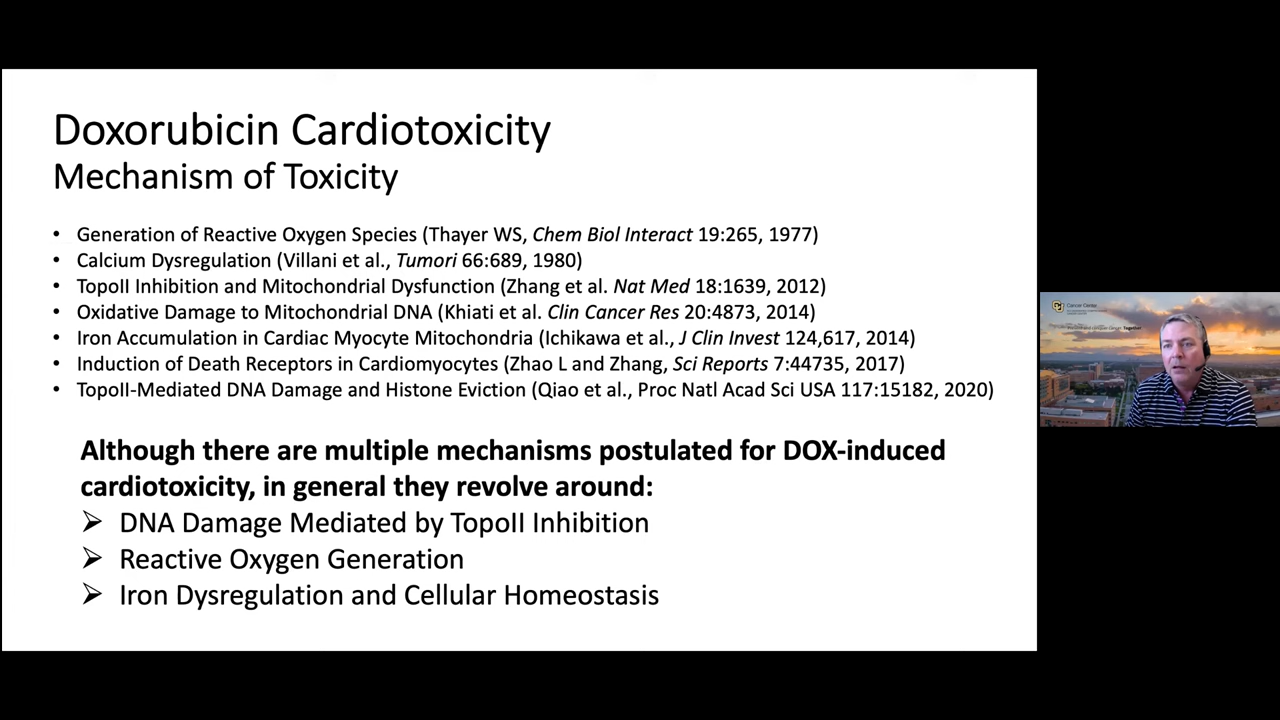 Doxorubicin Cardiotoxicity
Mechanism of Toxicity
• Generation of Reactive Oxygen Species (Thayer WS, Chem Biol Interact 19:265, 1977)
• Calcium Dysregulation (Villani et al., Tumori 66:689, 1980)
• TopoII Inhibition and Mitochondrial Dysfunction (Zhang et al. Nat Med 18:1639, 2012)
• Oxidative Damage to Mitochondrial DNA (Khiati et al. Clin Cancer Res 20:4873, 2014)
• Iron Accumulation in Cardiac Myocyte Mitochondria (Ichikawa et al., J Clin Invest 124,617, 2014)
• Induction of Death Receptors in Cardiomyocytes (Zhao L and Zhang, Sci Reports 7:44735, 2017)
• TopoII-Mediated DNA Damage and Histone Eviction (Qiao et al., Proc Natl Acad Sci USA 117:15182, 2020)
Although there are multiple mechanisms postulated for DOX-induced
cardiotoxicity, in general they revolve around:
➢ DNA Damage Mediated by TopoII Inhibition
➢ Reactive Oxygen Generation
➢ Iron Dysregulation and Cellular Homeostasis
Cancer Center